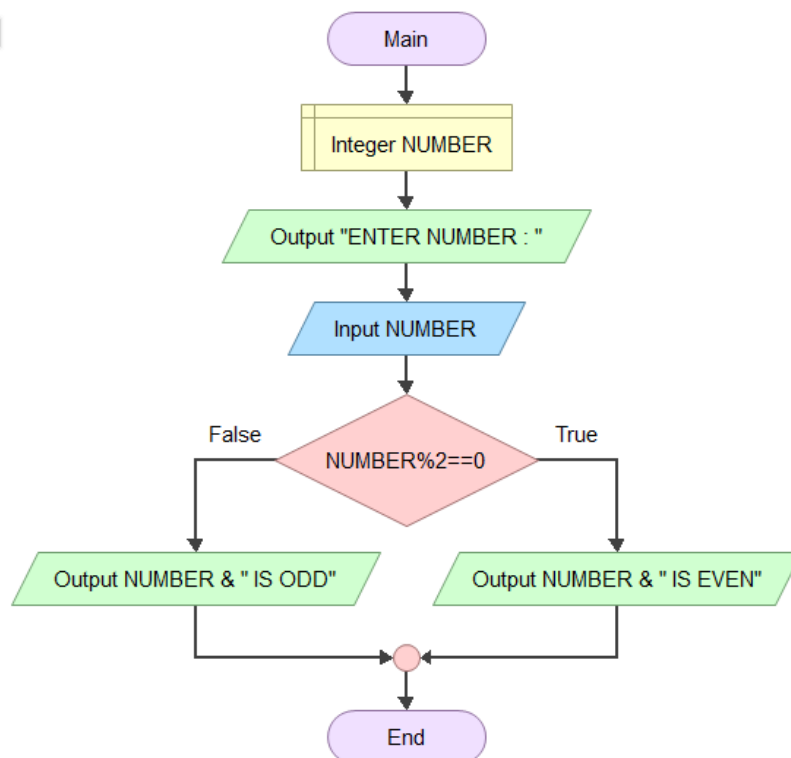 Main
Integer NUMBER
Output "ENTER NUMBER : "
Input NUMBER
False
True
NUMBER%2==0
Output NUMBER & " IS ODD"
Output NUMBER & " IS EVEN"
End